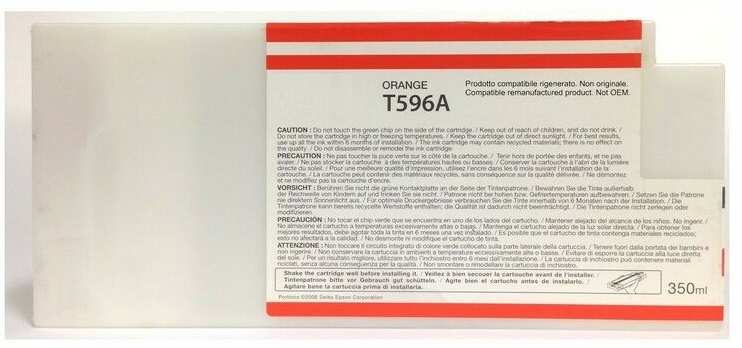 ORANGE
T596A
Prodotto compatibile rigenerato. Non originale.
Compatible remanufactured product. Not OEM.
CAUTION : Do not touch the green chip on the side of the cartridge. / Keep out of reach of children, and do not drink. /
Do not store the cartridge in high or freezing temperatures. / Keep the cartridge out of direct sunlight. / For best results,
use up all the ink within 6 months of installation. / The ink cartridge may contain recycled materials; there is no effect on
the quality. / Do not disassemble or remodel the ink cartridge.
PRECAUTION : Ne pas toucher la puce verte sur le côté de la cartouche. / Tenir hors de portée des enfants, et ne pas
avaler. / Ne pas stocker la cartouche à des températures hautes ou basses. / Conserver la cartouche à l'abri de la lumière
directe du soleil. / Pour une meilleure qualité d'impression, utilisez l'encre dans les 6 mois suivant l'installation de
la cartouche. / La cartouche peut contenir des matériaux recyclés, sans conséquence sur la qualité délivrée. / Ne démontez
et ne modifiez pas la cartouche d'encre.
VORSICHT : Berühren Sie nicht die grüne Kontaktplatte an der Seite der Tintenpatrone. / Bewahren Sie die Tinte außerhalb
der Reichweite von Kindern auf und trinken Sie sie nicht. / Patrone nicht bei hohen bzw. Gefriertemperaturen aufbewahren. / Setzen Sie die Patrone
nie direktem Sonnenlicht aus. / Für optimale Druckergebnisse verbrauchen Sie die Tinte innerhalb von 6 Monaten nach der Installation. / Die
Tintenpatrone kann bereits recycelte Wertstoffe enthalten; die Qualität ist dadurch nicht beeinträchtigt. / Die Tintenpatrone nicht zerlegen oder
modifizieren.
PRECAUCIÓN : No tocar el chip verde que se encuentra en uno de los lados del cartucho. / Mantener alejado del alcance de los niños. No ingerir. /
No almacene el cartucho a temperaturas excesivamente altas o bajas. / Mantenga el cartucho alejado de la luz solar directa. / Para obtener los
mejores resultados, debe agotar toda la tinta en 6 meses una vez instalado. / Es posible que el cartucho de tinta contenga materiales reciclados;
esto no afectará a la calidad. / No desmonte ni modifique el cartucho de tinta.
ATTENZIONE : Non toccare il circuito integrato di colore verde collocato sulla parte laterale della cartuccia. / Tenere fuori dalla portata dei bambini e
non ingerire. / Non conservare la cartuccia in ambienti a temperature eccessivamente alte o basse. / Evitare di esporre la cartuccia alla luce diretta
del sole. / Per un risultato migliore, utilizzare tutto l'inchiostro entro 6 mesi dall'installazione. / La cartuccia di inchiostro può contenere materiali
riciclati, senza alcuna conseguenza per la qualità. / Non smontare o rimodellare la cartuccia di inchiostro.
Shake the cartridge well before installing it. / Veillez à bien secouer la cartouche avant de l'installer. /
Tintenpatrone bitte vor Gebrauch gut schütteln. / Agite bien el cartucho antes de instalarlo. /
Agitare bene la cartuccia prima di installarla.
350ml
Portions ©2008 Seiko Epson Corporation